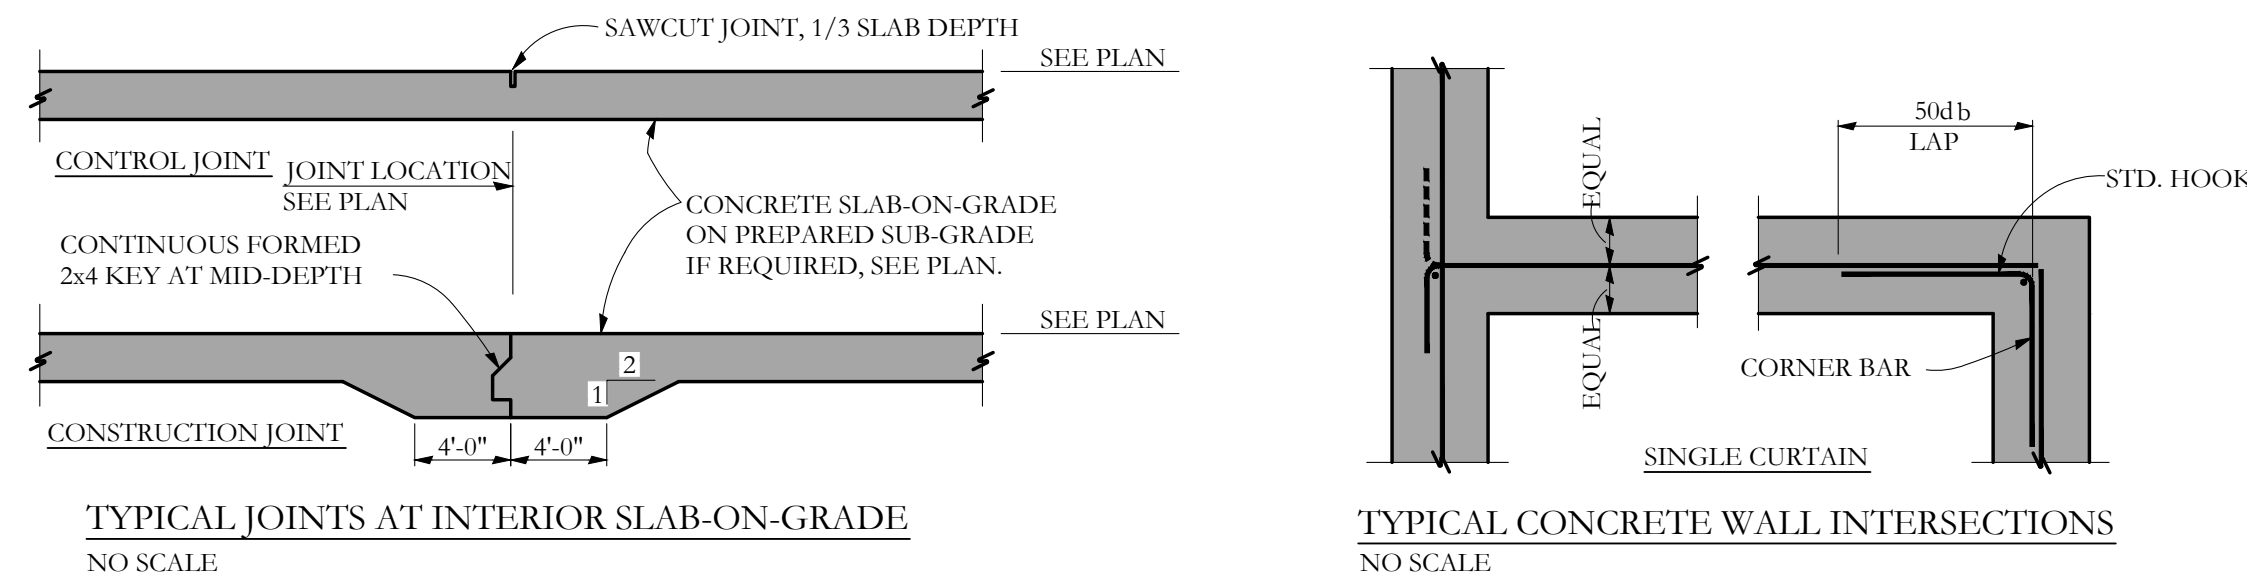 SAWCUT JOINT, 1/3 SLAB DEPTH
SEE PLAN
CONTROL JOINT
JOINT LOCATION
SEE PLAN
CONCRETE SLAB-ON-GRADE
ON PREPARED SUB-GRADE
IF REQUIRED, SEE PLAN.
CONTINUOUS FORMED
2x4 KEY AT MID-DEPTH
SEE PLAN
2
1
CONSTRUCTION JOINT
4'-0"
4'-0"
TYPICAL JOINTS AT INTERIOR SLAB-ON-GRADE
NO SCALE
50db
LAP
EQUAL
STD. HOOK
EQUAL
CORNER BAR
SINGLE CURTAIN
TYPICAL CONCRETE WALL INTERSECTIONS
NO SCALE